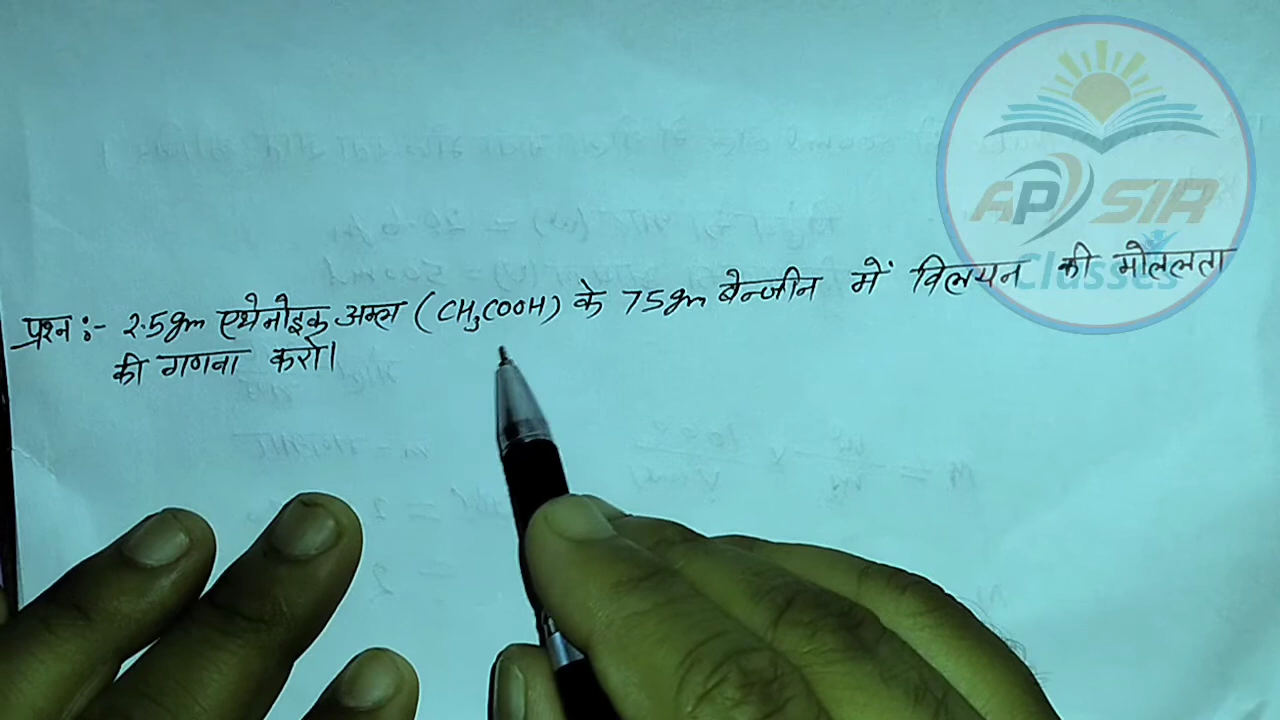 AP SIR
Classes
प्रश्न :- 2.5gm एथेनोइक अम्ल (CH3COOH) के 75gm बेन्जीन में विलयन की मोललता
की गणना करो।